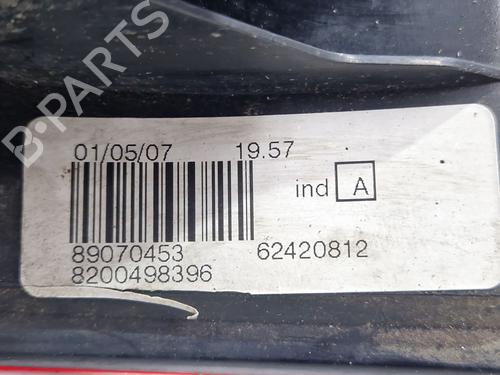 B-PARTS
01/05/07 19.57
ind A
89070453 62420812
8200498396